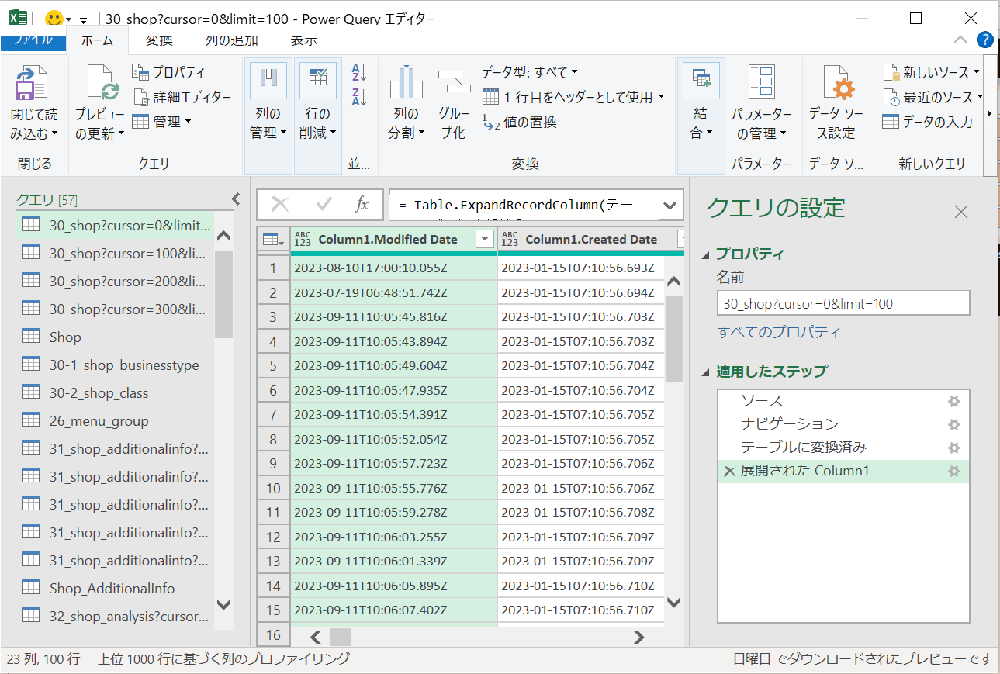 30_shop?cursor=0&limit=100 - Power Query エディター
ファイル ホーム 変換 列の追加 表示
閉じて読み込む
閉じる
プレビューの更新
プロパティ
詳細エディター
管理
クエリ
列の管理
行の削減
並...
列の分割
グループ化
データ型: すべて
1 行目をヘッダーとして使用
値の置換
変換
結合
パラメーターの管理
パラメーター
データ ソース設定
データ ソ...
新しいソース
最近のソース
データの入力
新しいクエリ
クエリ [57]
30_shop?cursor=0&limit...
30_shop?cursor=100&li...
30_shop?cursor=200&li...
30_shop?cursor=300&li...
Shop
30-1_shop_businesstype
30-2_shop_class
26_menu_group
31_shop_additionalinfo?...
31_shop_additionalinfo?...
31_shop_additionalinfo?...
31_shop_additionalinfo?...
31_shop_additionalinfo?...
Shop_AdditionalInfo
32_shop_analysis?cursor...
fx
= Table.ExpandRecordColumn(テー
ABC 123 Column1.Modified Date ABC 123 Column1.Created Date
1 2023-08-10T17:00:10.055Z 2023-01-15T07:10:56.693Z
2 2023-07-19T06:48:51.742Z 2023-01-15T07:10:56.694Z
3 2023-09-11T10:05:45.816Z 2023-01-15T07:10:56.703Z
4 2023-09-11T10:05:43.894Z 2023-01-15T07:10:56.703Z
5 2023-09-11T10:05:49.604Z 2023-01-15T07:10:56.704Z
6 2023-09-11T10:05:47.935Z 2023-01-15T07:10:56.704Z
7 2023-09-11T10:05:54.391Z 2023-01-15T07:10:56.705Z
8 2023-09-11T10:05:52.054Z 2023-01-15T07:10:56.705Z
9 2023-09-11T10:05:57.723Z 2023-01-15T07:10:56.706Z
10 2023-09-11T10:05:55.776Z 2023-01-15T07:10:56.706Z
11 2023-09-11T10:05:59.278Z 2023-01-15T07:10:56.708Z
12 2023-09-11T10:06:03.255Z 2023-01-15T07:10:56.709Z
13 2023-09-11T10:06:01.339Z 2023-01-15T07:10:56.709Z
14 2023-09-11T10:06:05.895Z 2023-01-15T07:10:56.710Z
15 2023-09-11T10:06:07.402Z 2023-01-15T07:10:56.710Z
16
クエリの設定
プロパティ
名前
30_shop?cursor=0&limit=100
すべてのプロパティ
適用したステップ
ソース
ナビゲーション
テーブルに変換済み
展開された Column1
23 列, 100 行 上位 1000 行に基づく列のプロファイリング
日曜日 でダウンロードされたプレビューです